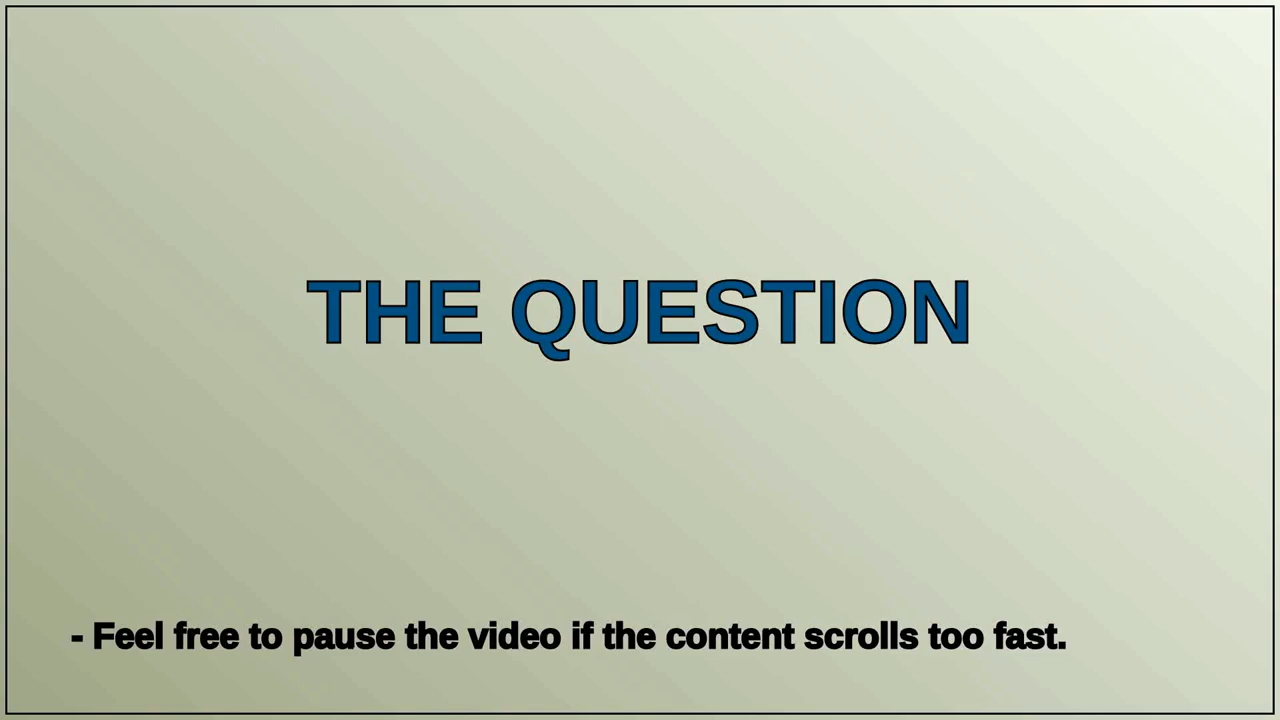 THE QUESTION
- Feel free to pause the video if the content scrolls too fast.